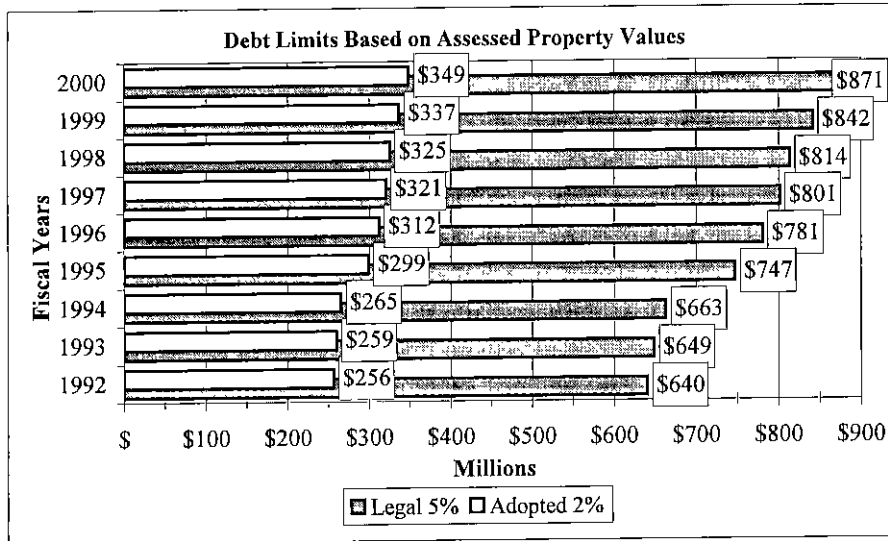 Debt Limits Based on Assessed Property Values
Fiscal Years
2000 $349 $871
1999 $337 $842
1998 $325 $814
1997 $321 $801
1996 $312 $781
1995 $299 $747
1994 $265 $663
1993 $259 $649
1992 $256 $640
$ $100 $200 $300 $400 $500 $600 $700 $800 $900
Millions
Legal 5% Adopted 2%